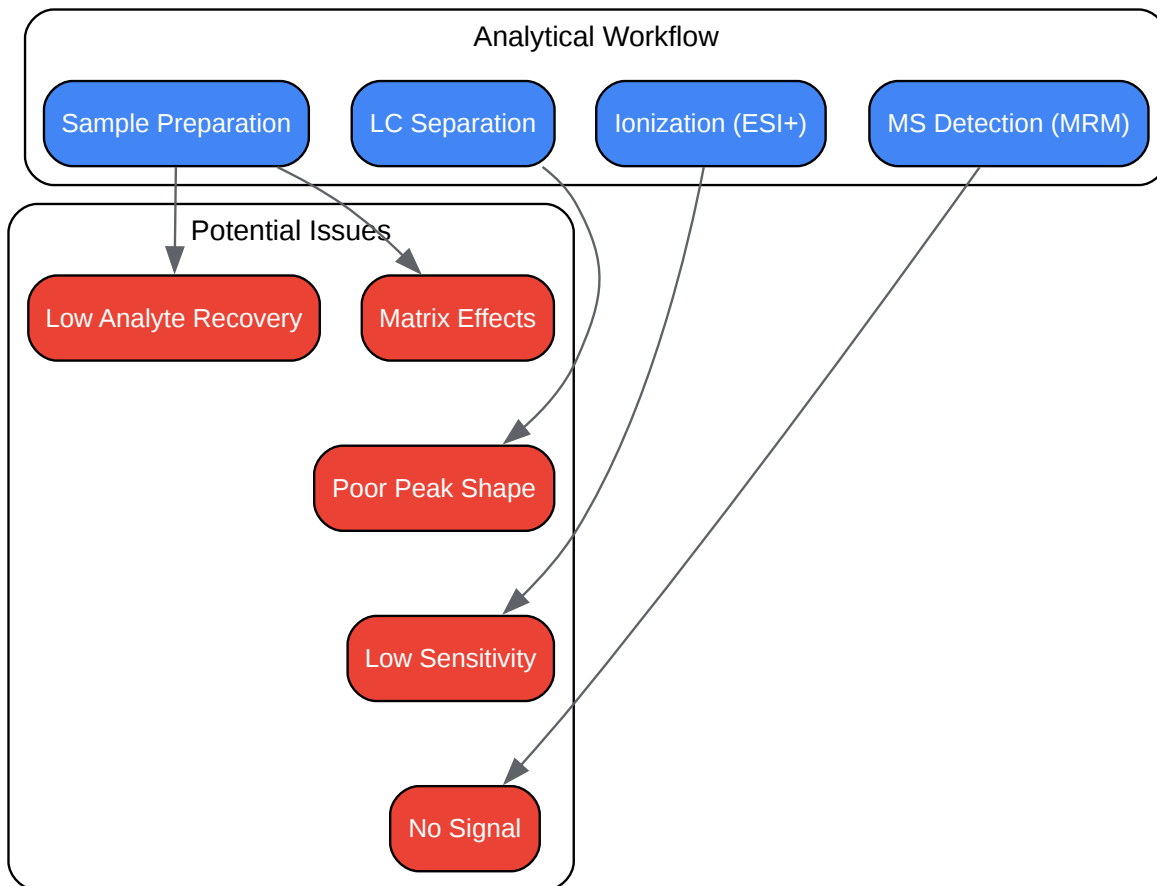 Analytical Workflow
Sample Preparation
LC Separation
Ionization (ESI+)
MS Detection (MRM)
Potential Issues
Low Analyte Recovery
Matrix Effects
Poor Peak Shape
Low Sensitivity
No Signal